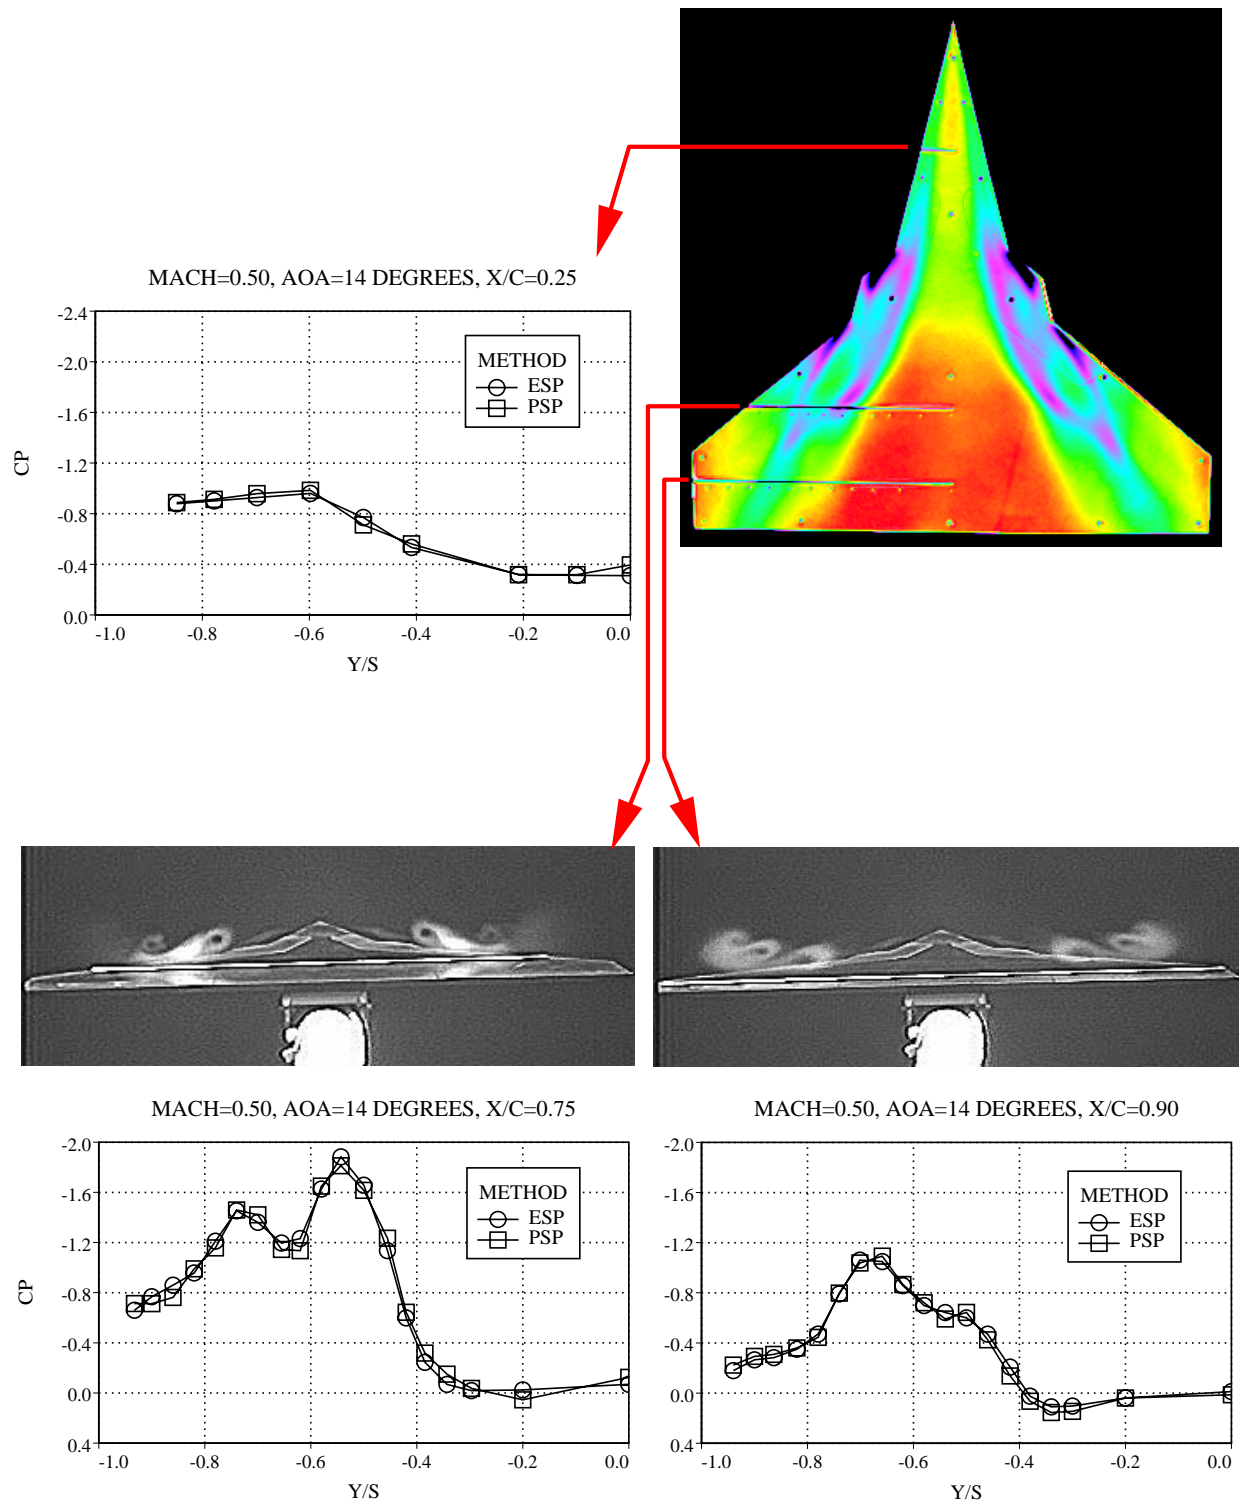 MACH=0.50, AOA=14 DEGREES, X/C=0.25
-2.4
-2.0
-1.6
-1.2
-0.8
-0.4
0.0
CP
METHOD
ESP
PSP
-1.0 -0.8 -0.6 -0.4 -0.2 0.0
Y/S
MACH=0.50, AOA=14 DEGREES, X/C=0.75
-2.0
-1.6
-1.2
-0.8
-0.4
0.0
0.4
CP
METHOD
ESP
PSP
-1.0 -0.8 -0.6 -0.4 -0.2 0.0
Y/S
MACH=0.50, AOA=14 DEGREES, X/C=0.90
-2.0
-1.6
-1.2
-0.8
-0.4
0.0
0.4
METHOD
ESP
PSP
-1.0 -0.8 -0.6 -0.4 -0.2 0.0
Y/S